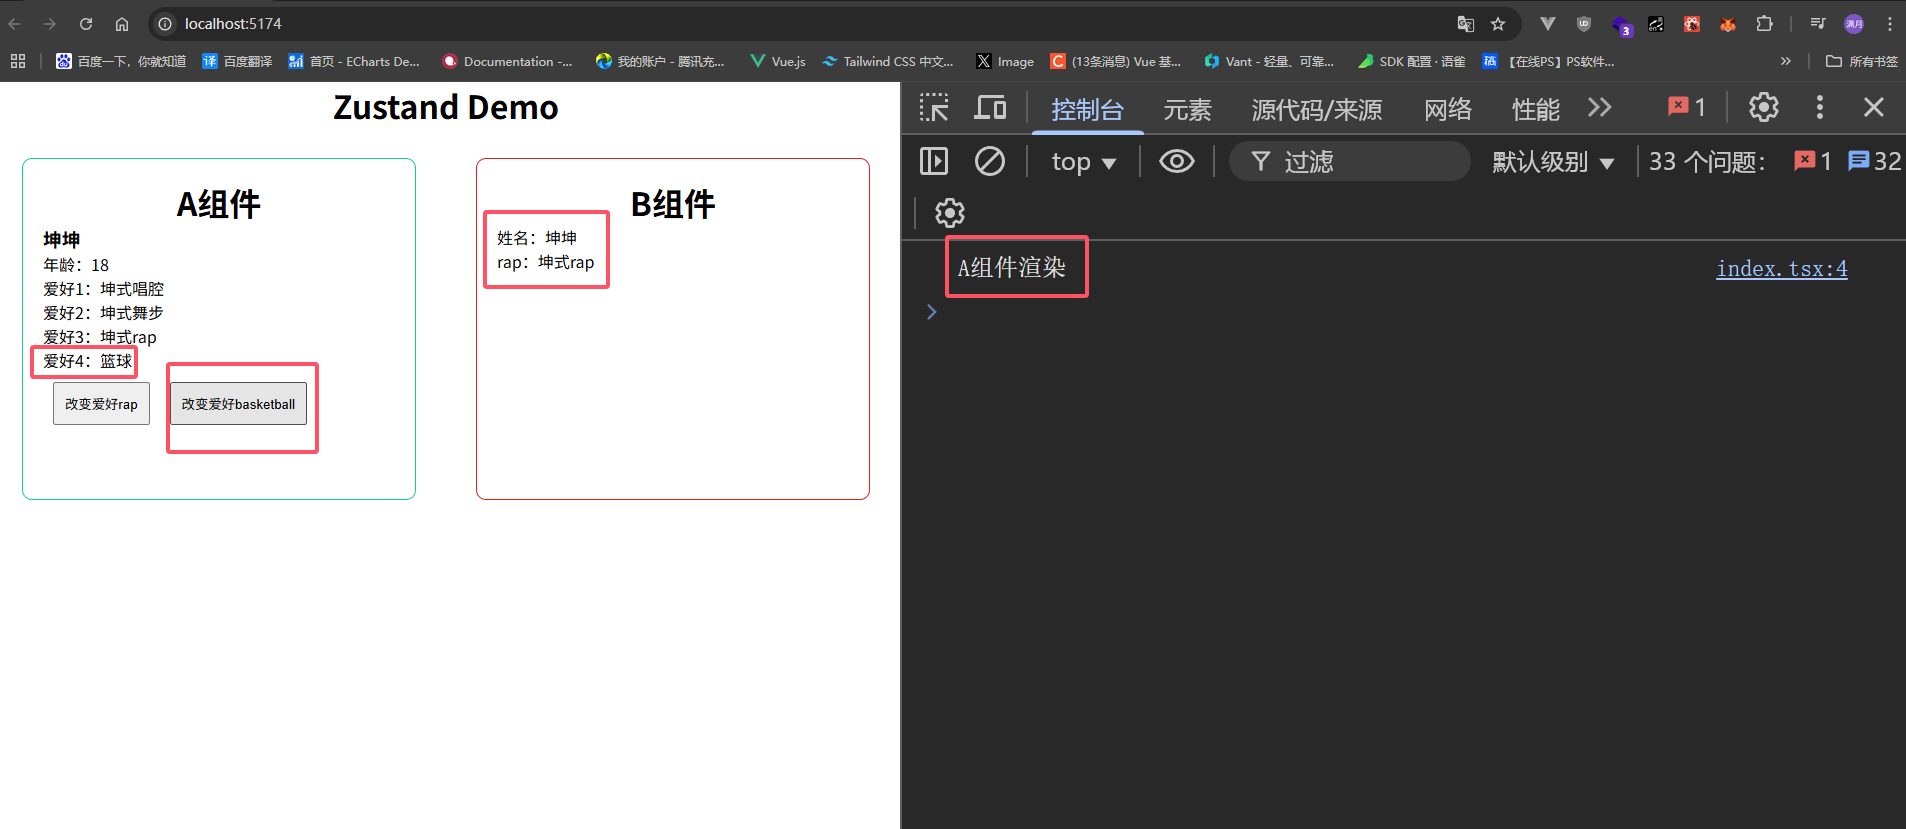 localhost:5174
3
满月
百度一下，你就知道
百度翻译
首页 - ECharts De...
Documentation -...
我的账户 - 腾讯充...
Vue.js
Tailwind CSS 中文...
Image
(13条消息) Vue 基...
Vant - 轻量、可靠...
SDK 配置 · 语雀
【在线PS】PS软件...
所有书签
Zustand Demo
A组件
坤坤
年龄：18
爱好1：坤式唱腔
爱好2：坤式舞步
爱好3：坤式rap
爱好4：篮球
改变爱好rap
改变爱好basketball
B组件
姓名：坤坤
rap：坤式rap
控制台
元素
源代码/来源
网络
性能
1
top
过滤
默认级别
33 个问题：
1
32
A组件渲染
index.tsx:4